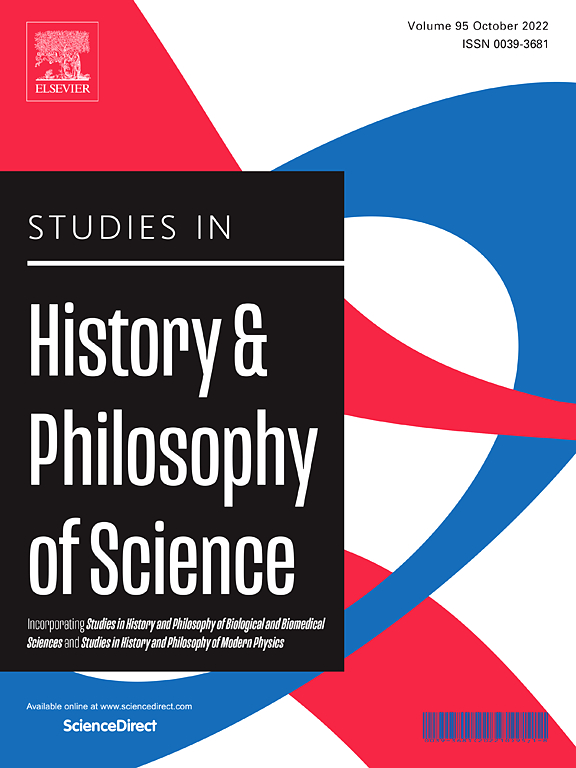 Volume 95 October 2022
ISSN 0039-3681
ELSEVIER
STUDIES IN
History &
Philosophy
of Science
Incorporating Studies in History and Philosophy of Biological and Biomedical
Sciences and Studies in History and Philosophy of Modern Physics
Available online at www.sciencedirect.com
ScienceDirect